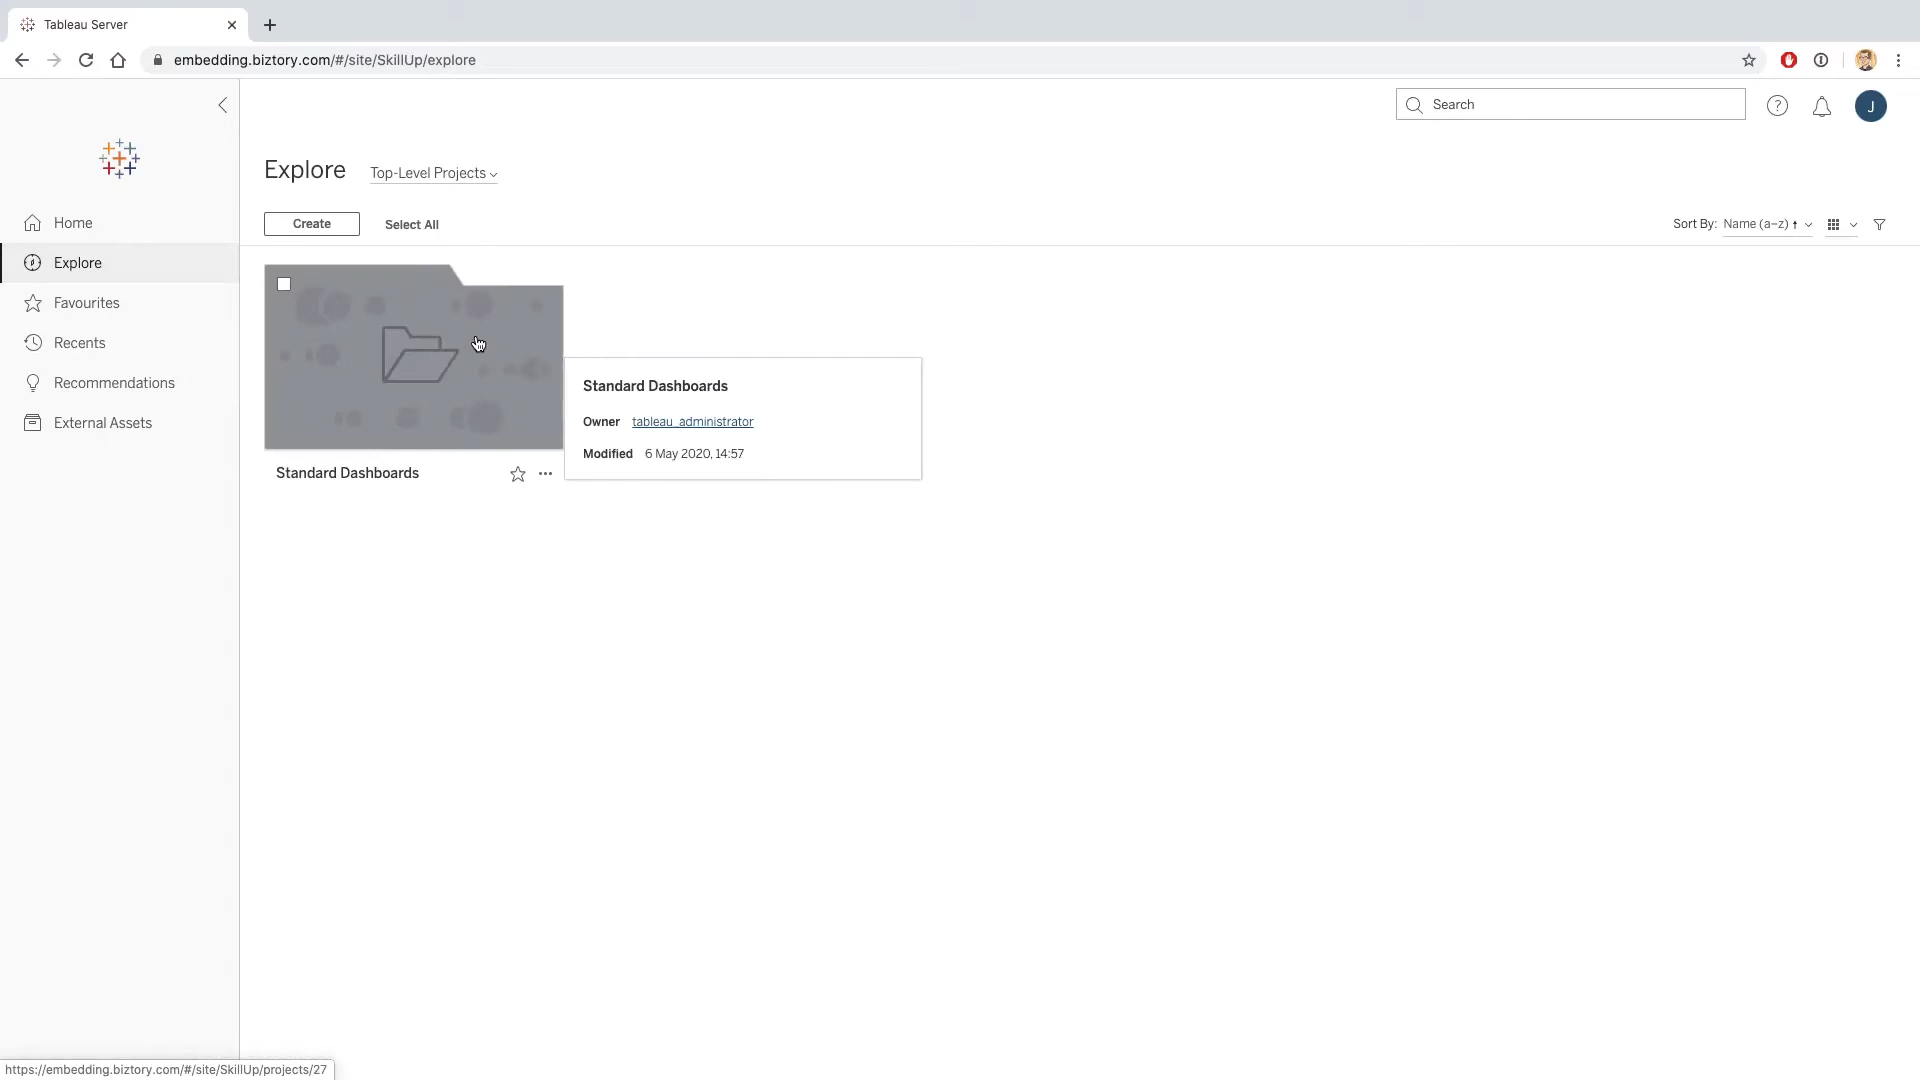 Tableau Server
embedding.biztory.com/#/site/SkillUp/explore
Search
J
Explore
Top-Level Projects
Home
Create
Select All
Sort By: Name (a–z) ↑
Explore
Favourites
Recents
Recommendations
External Assets
Standard Dashboards
Owner tableau_administrator
Modified 6 May 2020, 14:57
Standard Dashboards
https://embedding.biztory.com/#/site/SkillUp/projects/27